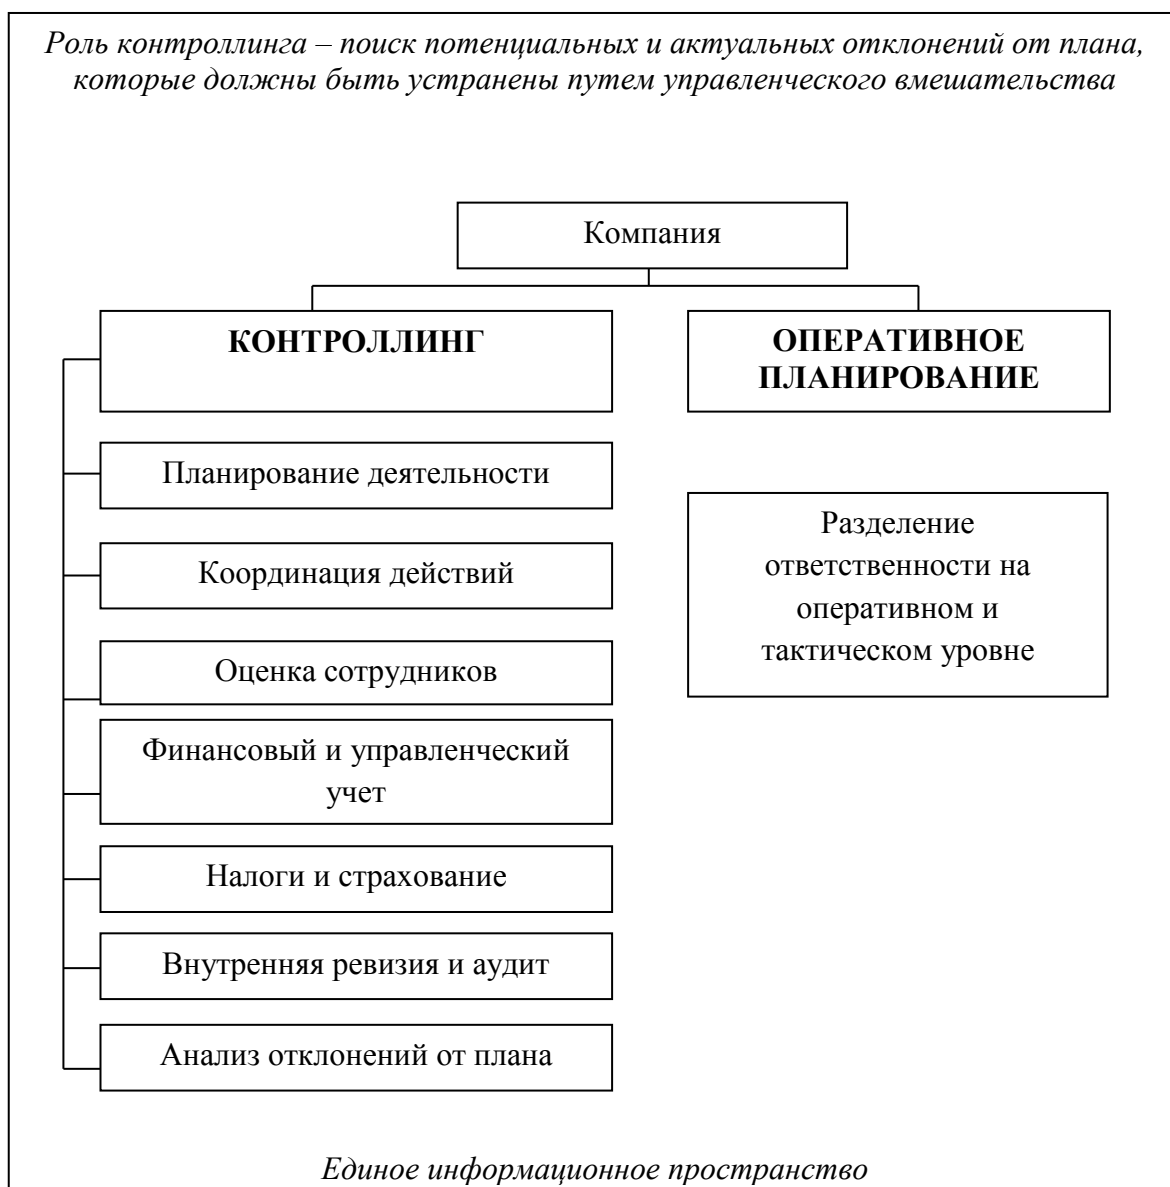 Роль контроллинга – поиск потенциальных и актуальных отклонений от плана,
которые должны быть устранены путем управленческого вмешательства
Компания
КОНТРОЛЛИНГ
ОПЕРАТИВНОЕ
ПЛАНИРОВАНИЕ
Планирование деятельности
Координация действий
Оценка сотрудников
Финансовый и управленческий
учет
Налоги и страхование
Внутренняя ревизия и аудит
Анализ отклонений от плана
Разделение
ответственности на
оперативном и
тактическом уровне
Единое информационное пространство